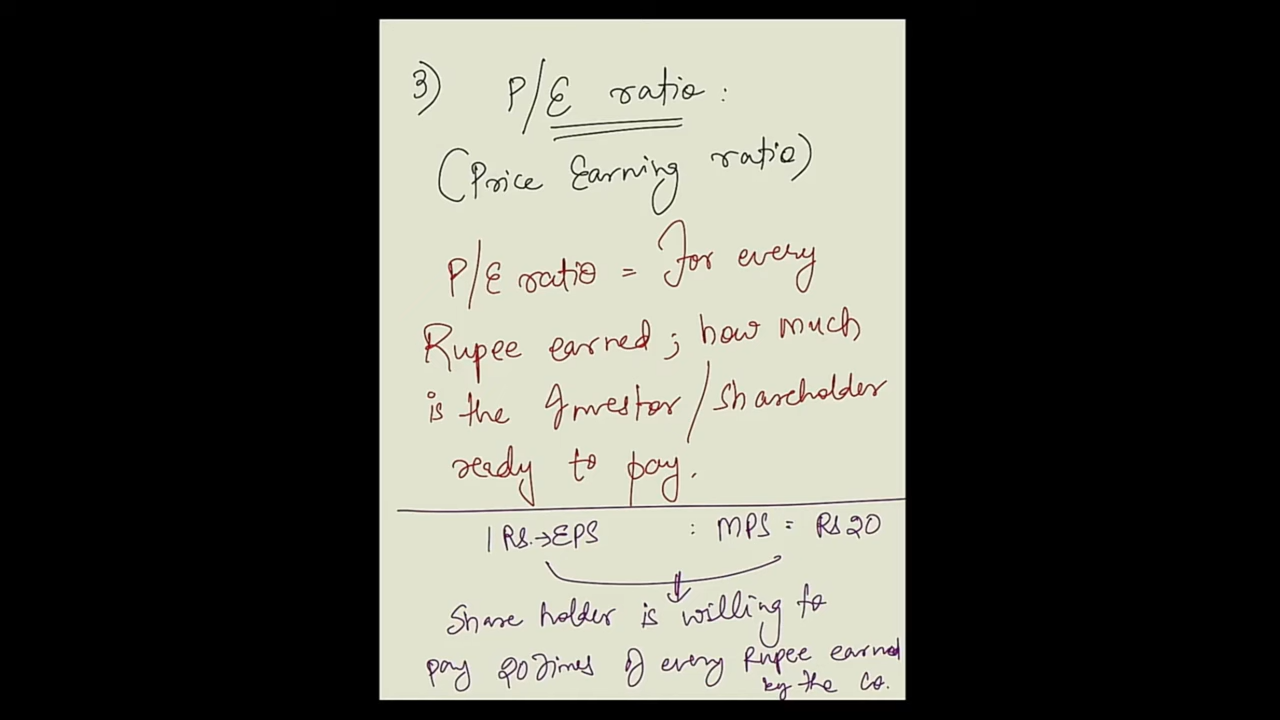 3) P/E ratio :
(Price Earning ratio)
P/E ratio = For every
Rupee earned ; how much
is the Investor / Shareholder
ready to pay.
1 RS. → EPS : MPS = RS 20
Share holder is willing to
pay 20 Times of every Rupee earned
by the Co.